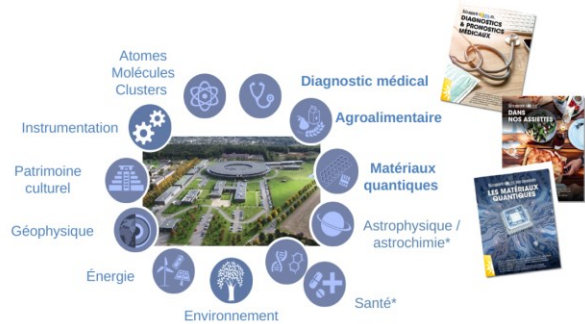 Atomes
Molécules
Clusters
Diagnostic médical
Agroalimentaire
Matériaux
quantiques
Astrophysique /
astrochimie*
Santé*
Environnement
Énergie
Géophysique
Patrimoine
culturel
Instrumentation
DIAGNOSTICS
& PRONOSTICS
MÉDICAUX
DANS
NOS ASSIETTES
LES MATÉRIAUX
QUANTIQUES